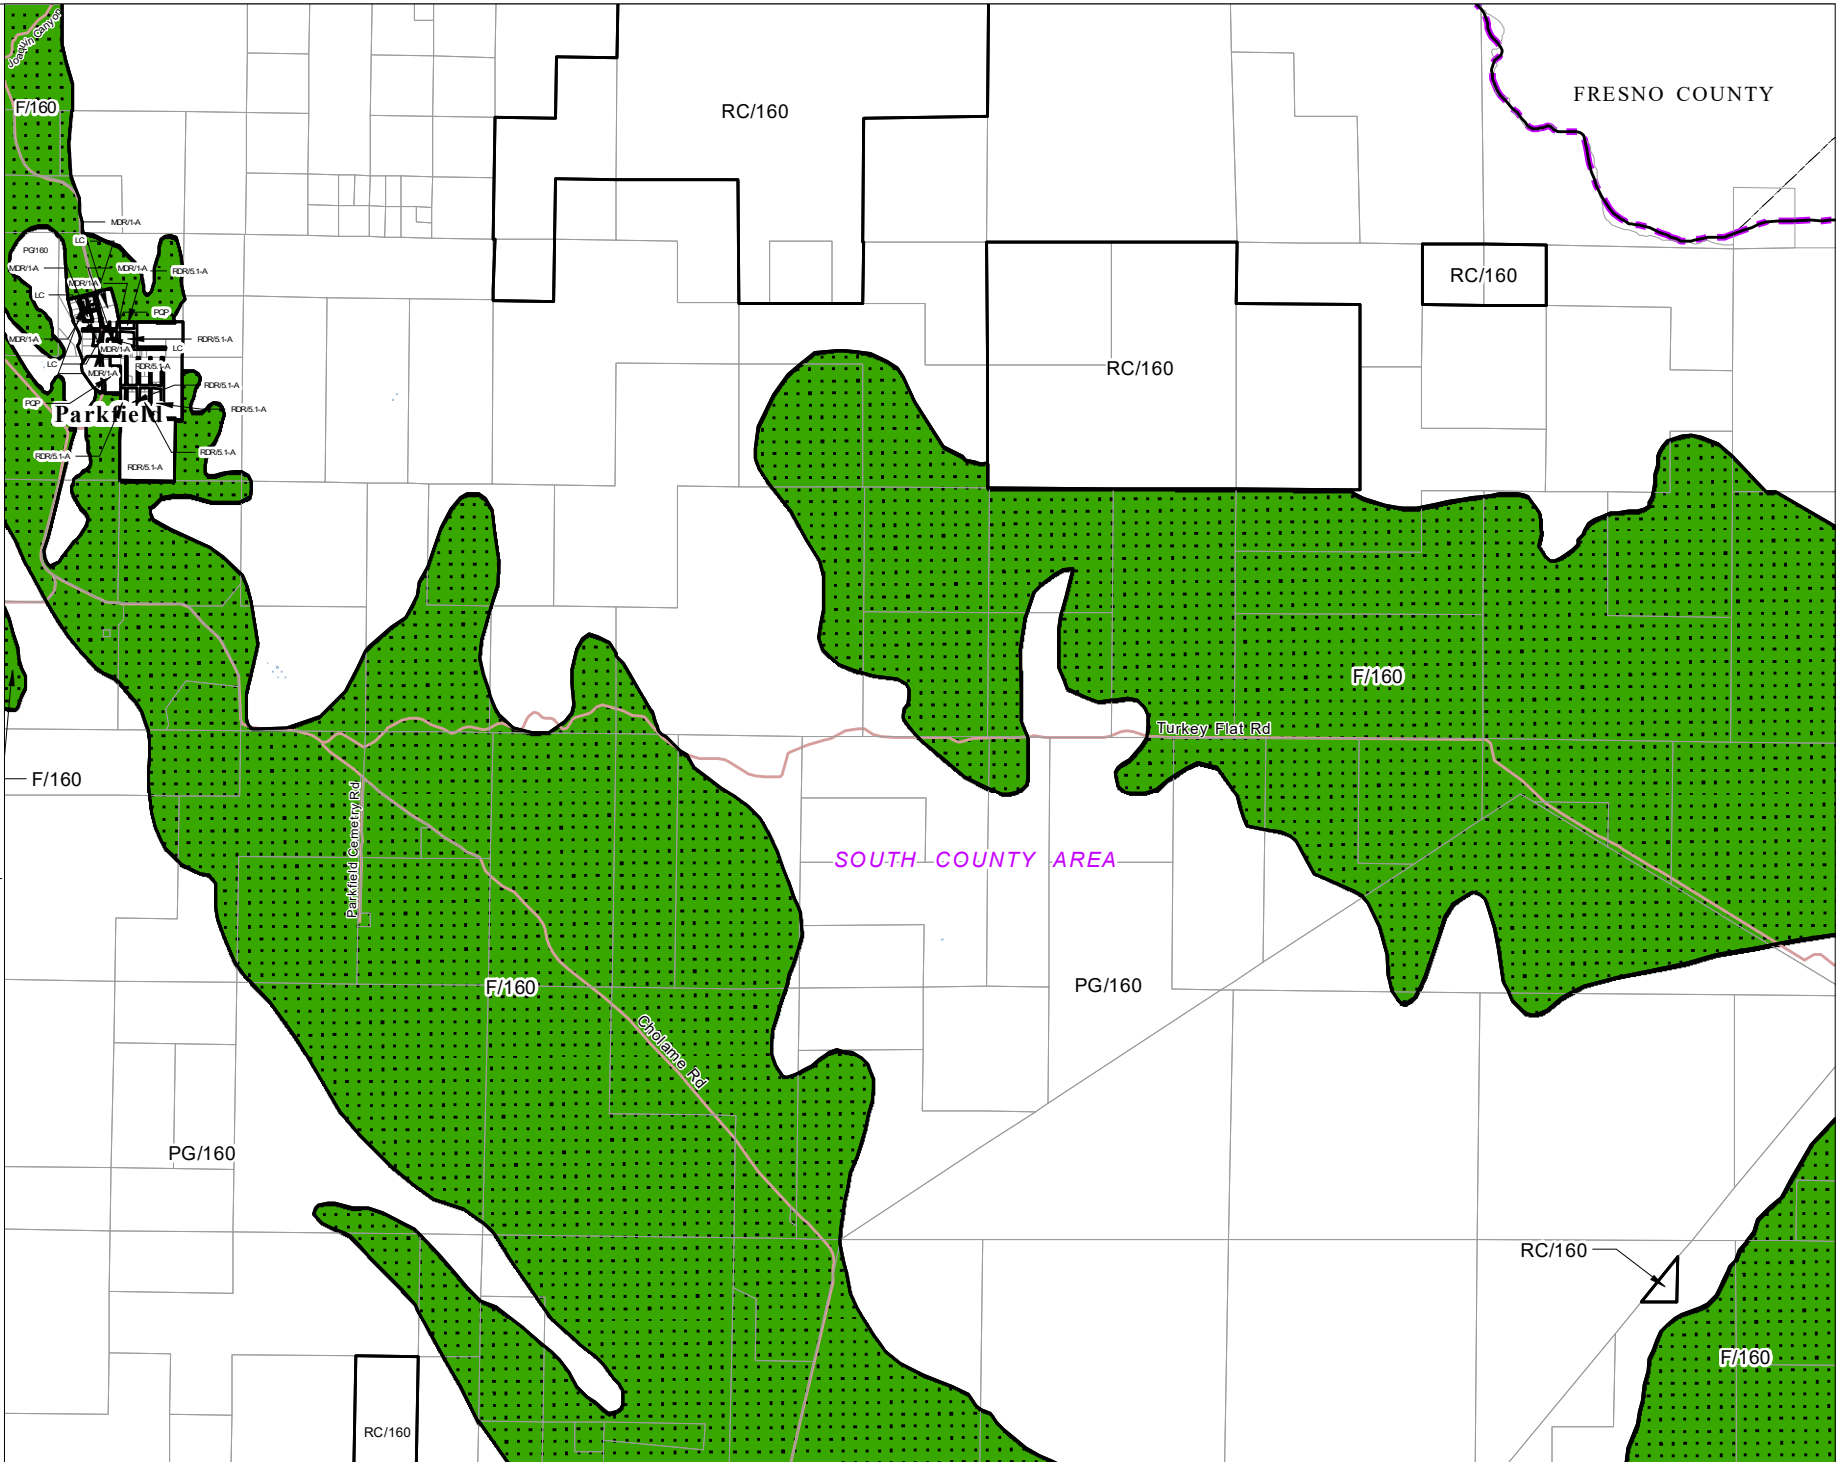 Joaquin Canyon
F/160
RC/160
FRESNO COUNTY
MDR/1-A
LC
PG/160
MDR/1-A
MDR/1-A
RDR/5.1-A
MDR/1-A
LC
PQP
RC/160
MDR/1-A
RDR/5.1-A
MDR/1-A
LC
LC
RDR/5.1-A
MDR/1-A
RC/160
RDR/5.1-A
PQP
Parkfield
RDR/5.1-A
RDR/5.1-A
RDR/5.1-A
RDR/5.1-A
F/160
Turkey Flat Rd
F/160
Parkfield Cemetry Rd
SOUTH COUNTY AREA
F/160
PG/160
Cholame Rd
PG/160
RC/160
F/160
RC/160